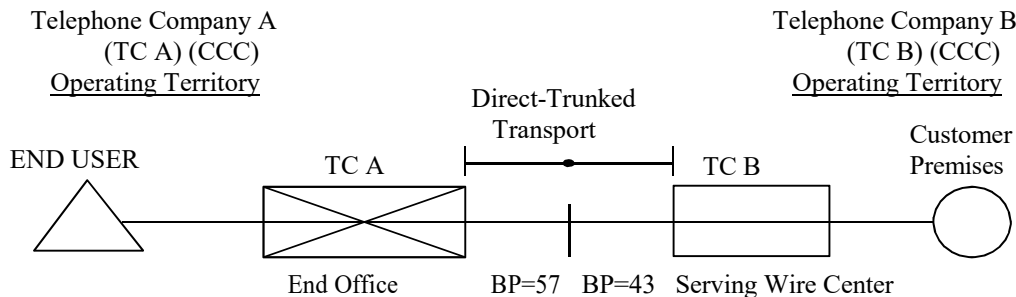 Telephone Company A
(TC A) (CCC)
Operating Territory
Telephone Company B
(TC B) (CCC)
Operating Territory
Direct-Trunked
Transport
Customer
Premises
END USER
TC A
TC B
End Office
BP=57
BP=43
Serving Wire Center